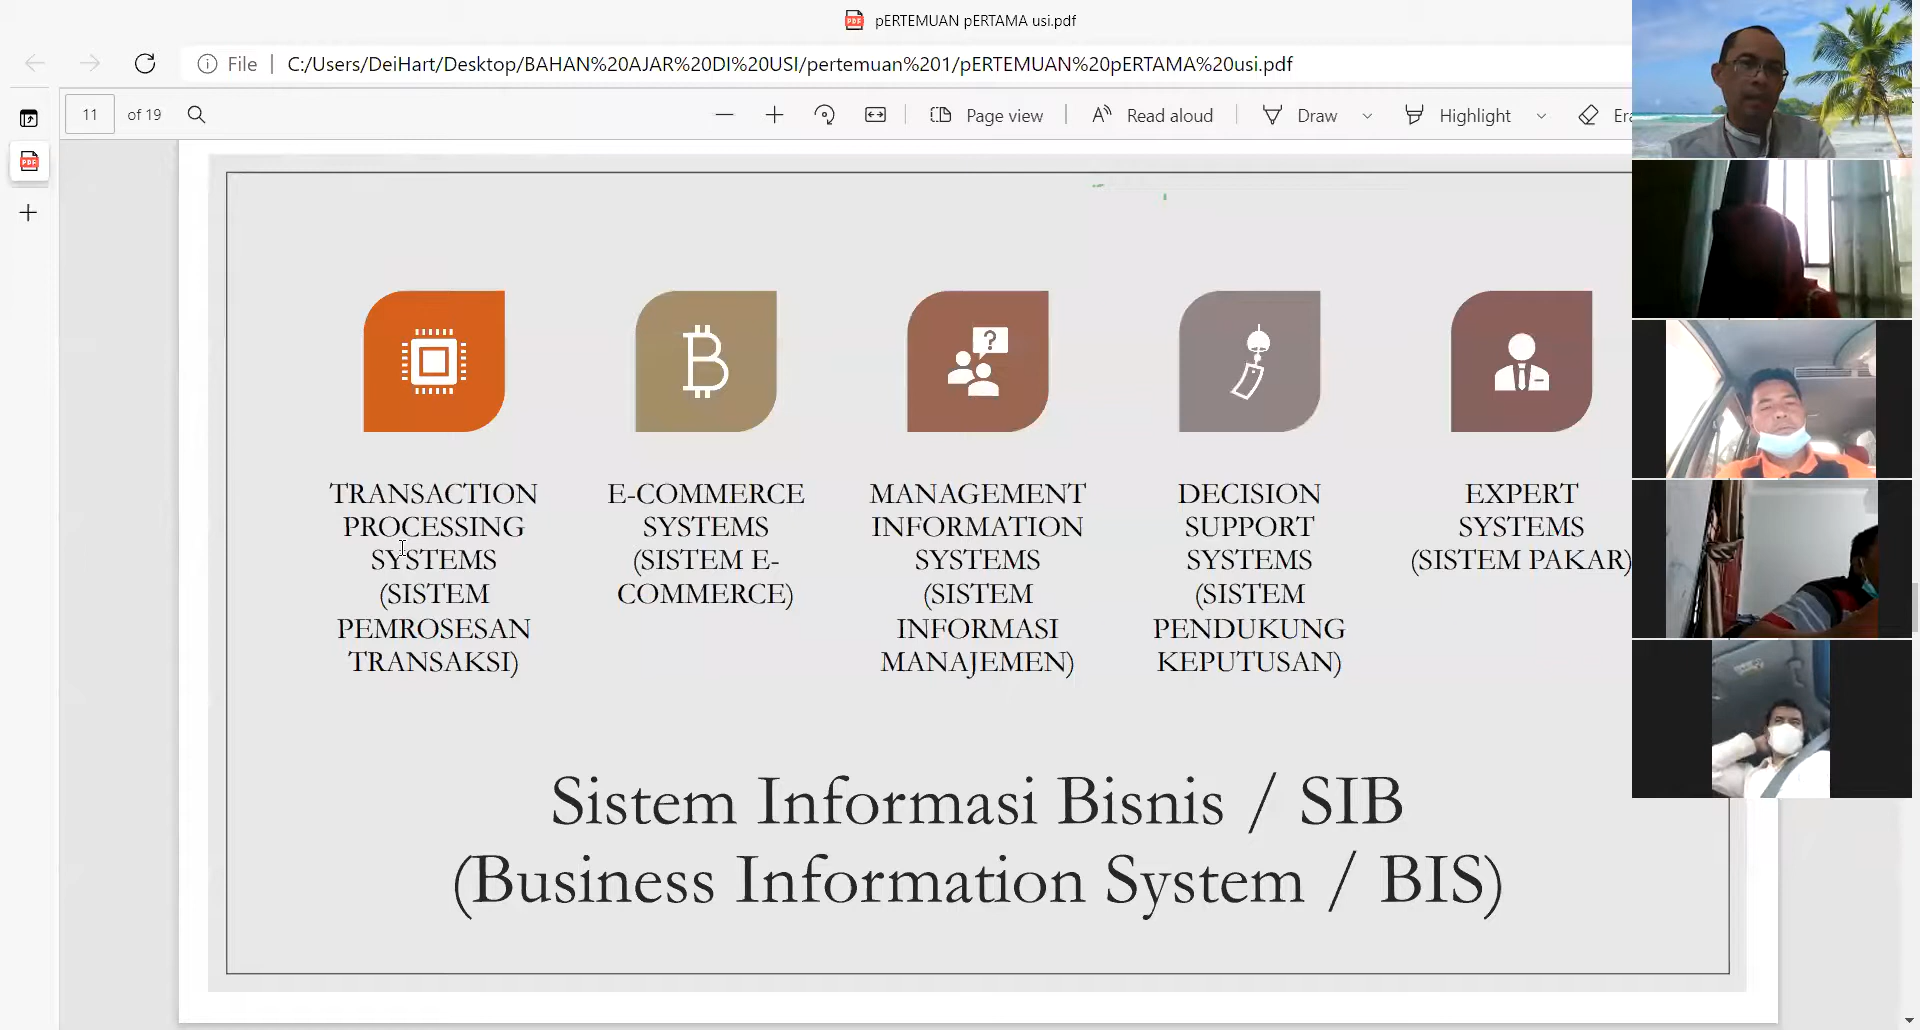 pERTEMUAN pERTAMA usi.pdf
File
C:/Users/DeiHart/Desktop/BAHAN%20AJAR%20DI%20USI/pertemuan%201/pERTEMUAN%20pERTAMA%20usi.pdf
11 of 19
Page view
Read aloud
Draw
Highlight
TRANSACTION
PROCESSING
SYSTEMS
(SISTEM
PEMROSESAN
TRANSAKSI)
E-COMMERCE
SYSTEMS
(SISTEM E-
COMMERCE)
MANAGEMENT
INFORMATION
SYSTEMS
(SISTEM
INFORMASI
MANAJEMEN)
DECISION
SUPPORT
SYSTEMS
(SISTEM
PENDUKUNG
KEPUTUSAN)
EXPERT
SYSTEMS
(SISTEM PAKAR)
Sistem Informasi Bisnis / SIB
(Business Information System / BIS)